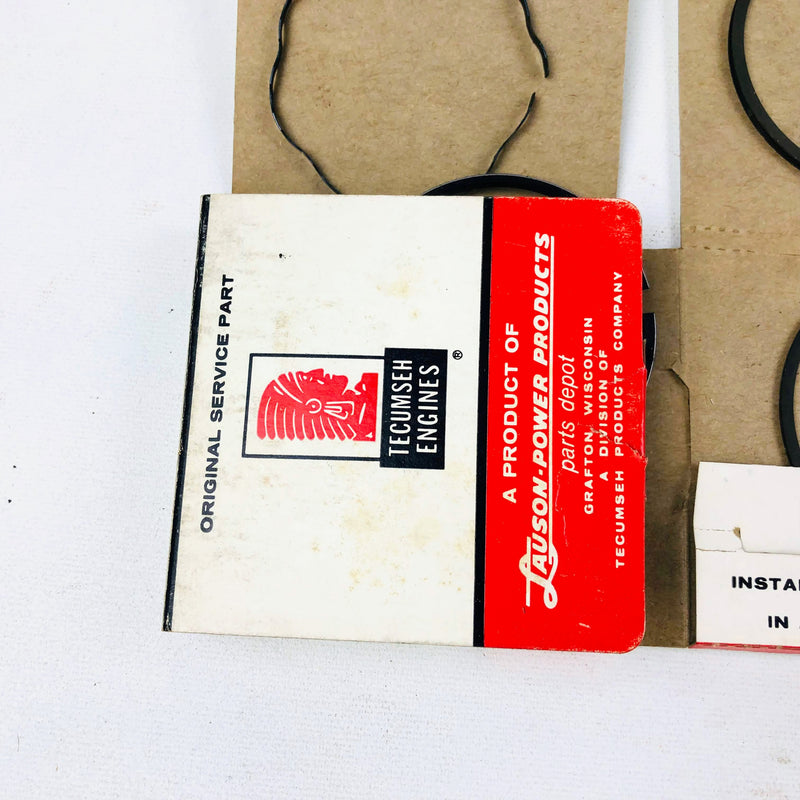 ORIGINAL SERVICE PART
TECUMSEH
ENGINES
®
A PRODUCT OF
LAUSON-POWER PRODUCTS
parts depot
GRAFTON, WISCONSIN
A DIVISION OF
TECUMSEH PRODUCTS COMPANY
IN